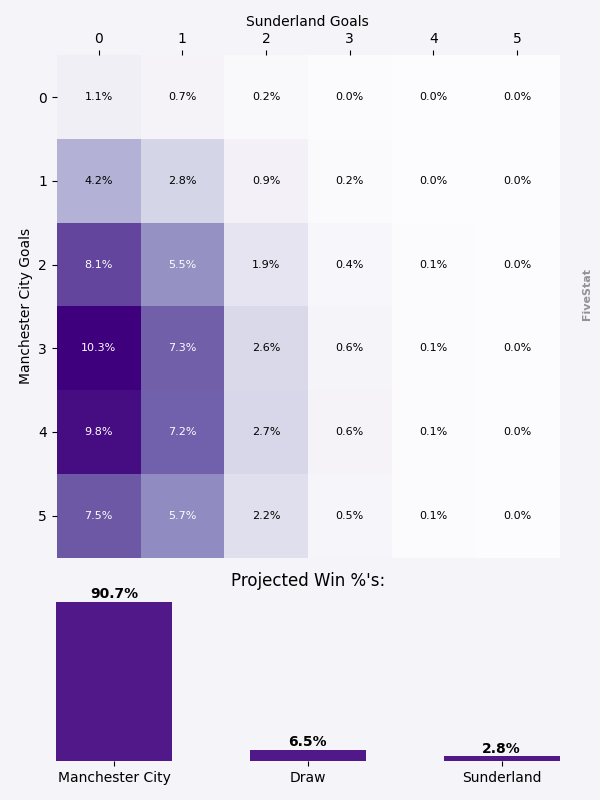 Sunderland Goals
0 1 2 3 4 5
Manchester City Goals
0 1.1% 0.7% 0.2% 0.0% 0.0% 0.0%
1 4.2% 2.8% 0.9% 0.2% 0.0% 0.0%
2 8.1% 5.5% 1.9% 0.4% 0.1% 0.0%
3 10.3% 7.3% 2.6% 0.6% 0.1% 0.0%
4 9.8% 7.2% 2.7% 0.6% 0.1% 0.0%
5 7.5% 5.7% 2.2% 0.5% 0.1% 0.0%
FiveStat
Projected Win %'s:
90.7% 6.5% 2.8%
Manchester City Draw Sunderland